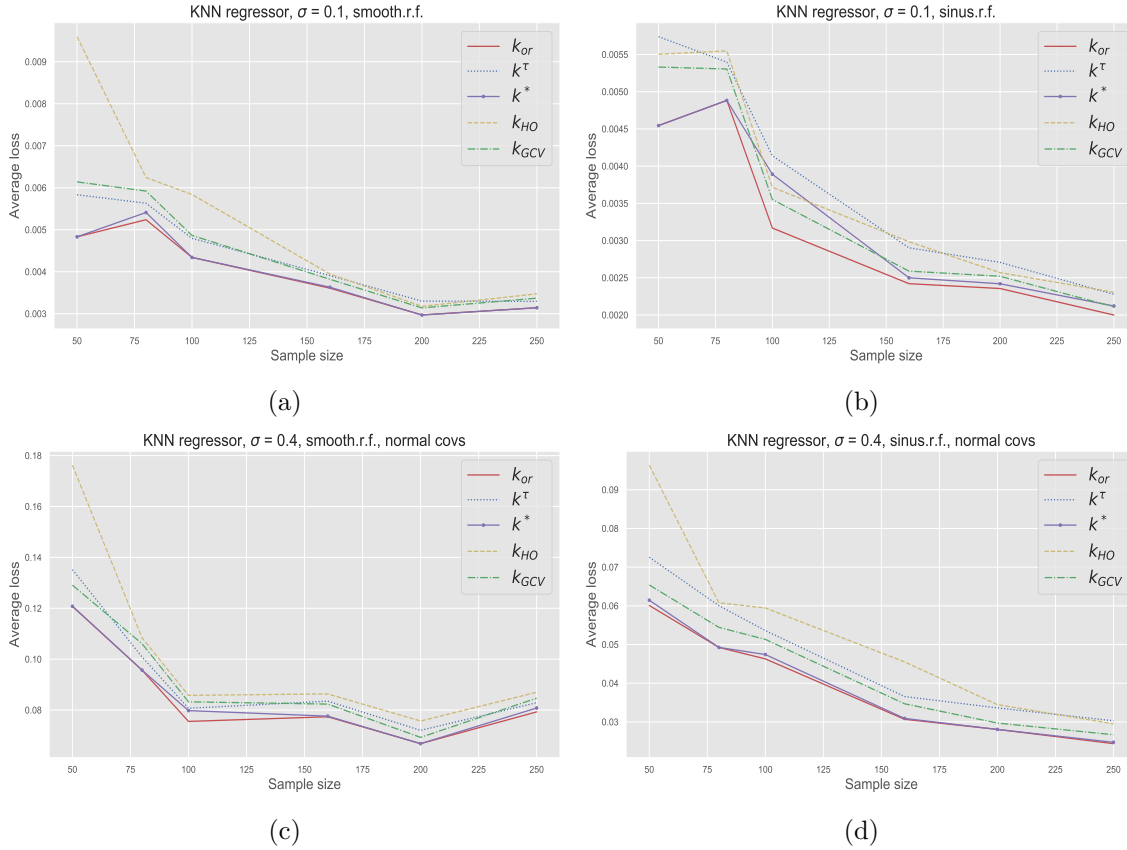 KNN regressor, σ = 0.1, smooth.r.f.
0.009
0.008
0.007
0.006
0.005
0.004
0.003
Average loss
k_or
k^τ
k^*
k_HO
k_GCV
50 75 100 125 150 175 200 225 250
Sample size
(a)
KNN regressor, σ = 0.1, sinus.r.f.
0.0055
0.0050
0.0045
0.0040
0.0035
0.0030
0.0025
0.0020
Average loss
k_or
k^τ
k^*
k_HO
k_GCV
50 75 100 125 150 175 200 225 250
Sample size
(b)
KNN regressor, σ = 0.4, smooth.r.f., normal covs
0.18
0.16
0.14
0.12
0.10
0.08
Average loss
k_or
k^τ
k^*
k_HO
k_GCV
50 75 100 125 150 175 200 225 250
Sample size
(c)
KNN regressor, σ = 0.4, sinus.r.f., normal covs
0.09
0.08
0.07
0.06
0.05
0.04
0.03
Average loss
k_or
k^τ
k^*
k_HO
k_GCV
50 75 100 125 150 175 200 225 250
Sample size
(d)